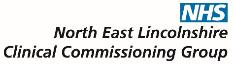 NHS
North East Lincolnshire
Clinical Commissioning Group